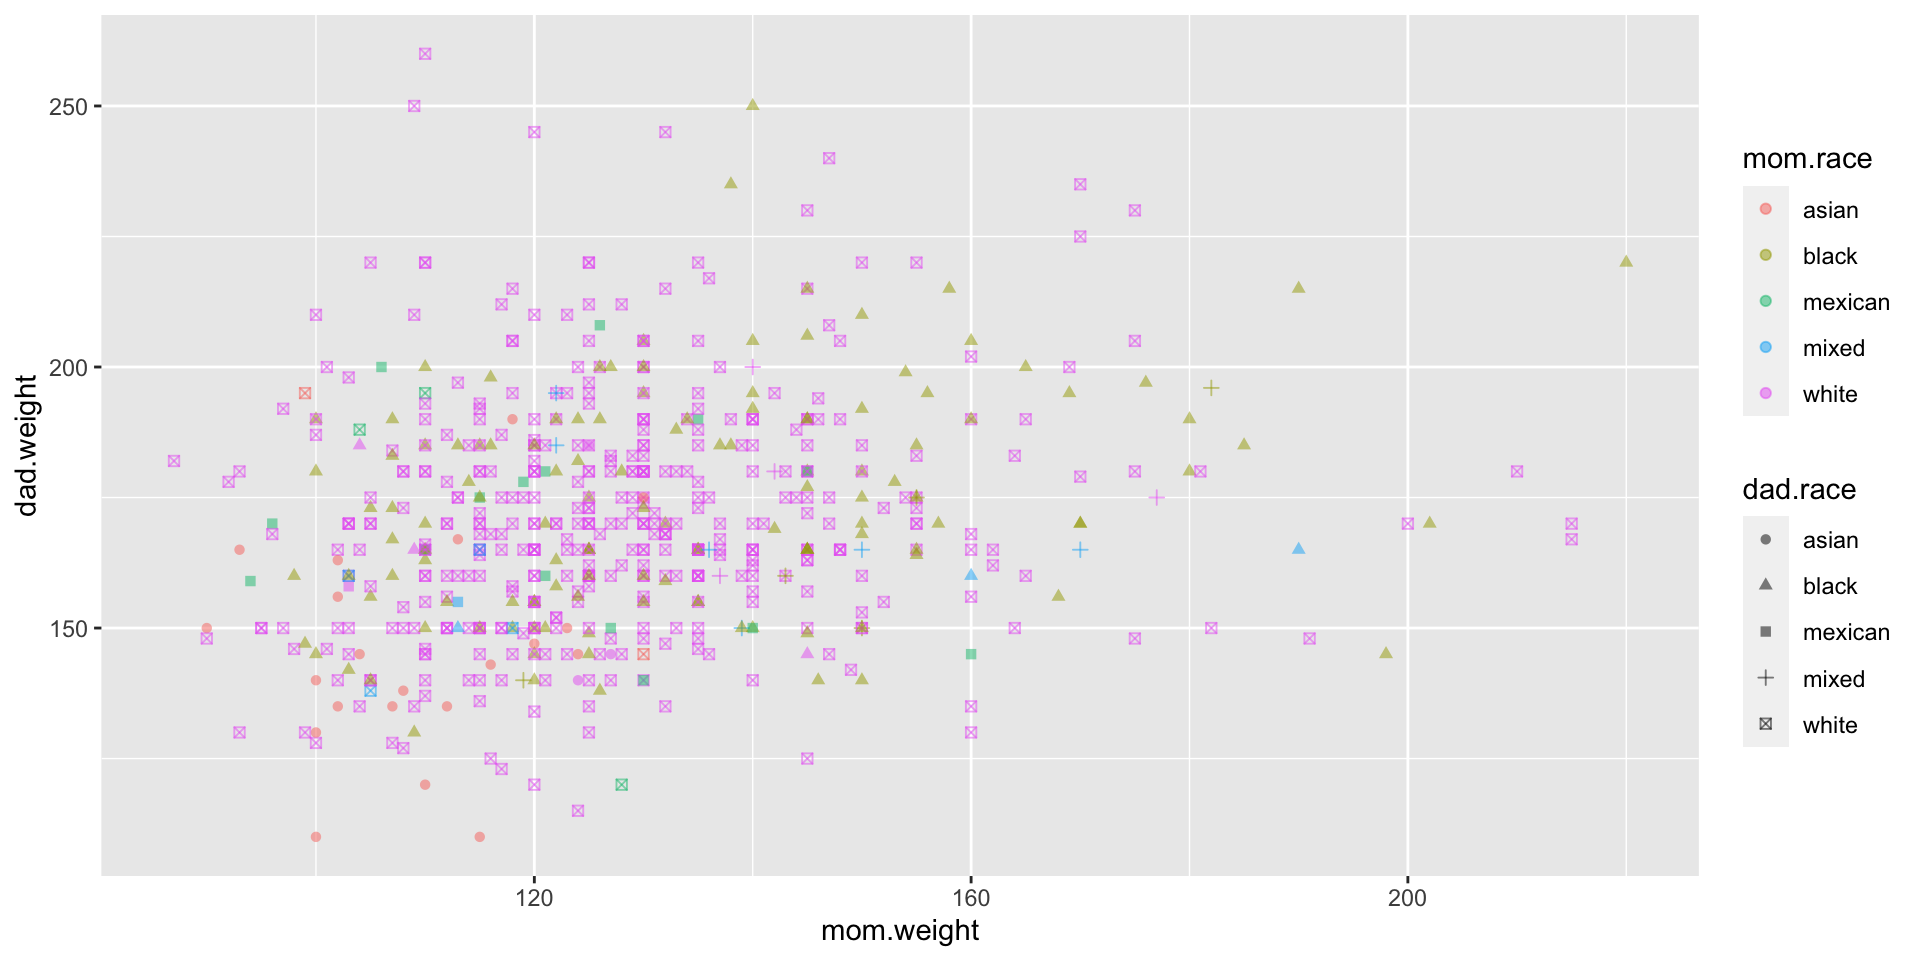 250
200
150
dad.weight
120
160
200
mom.weight
mom.race
asian
black
mexican
mixed
white
dad.race
asian
black
mexican
mixed
white